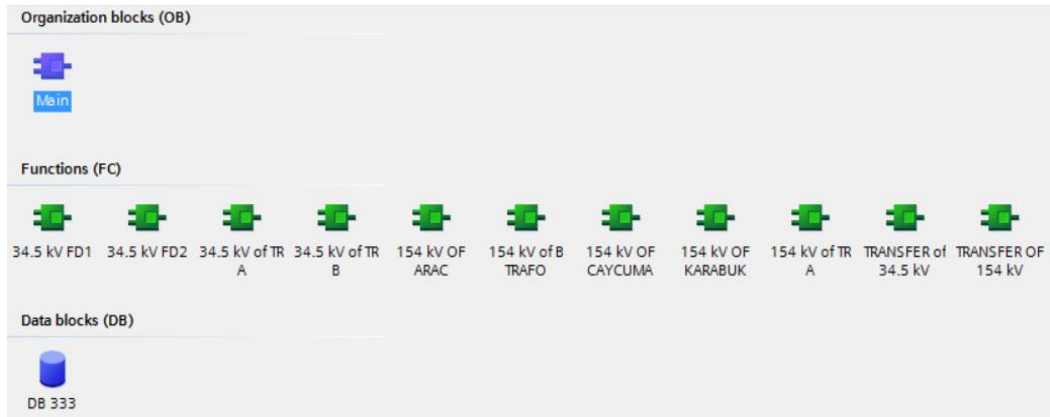 Organization blocks (OB)
Main
Functions (FC)
34.5 kV FD1 34.5 kV FD2 34.5 kV of TR 34.5 kV of TR 154 kV OF 154 kV of B 154 kV OF 154 kV OF 154 kV of TR TRANSFER of TRANSFER OF
A B ARAC TRAFO CAYCUMA KARABUK A 34.5 kV 154 kV
Data blocks (DB)
DB 333